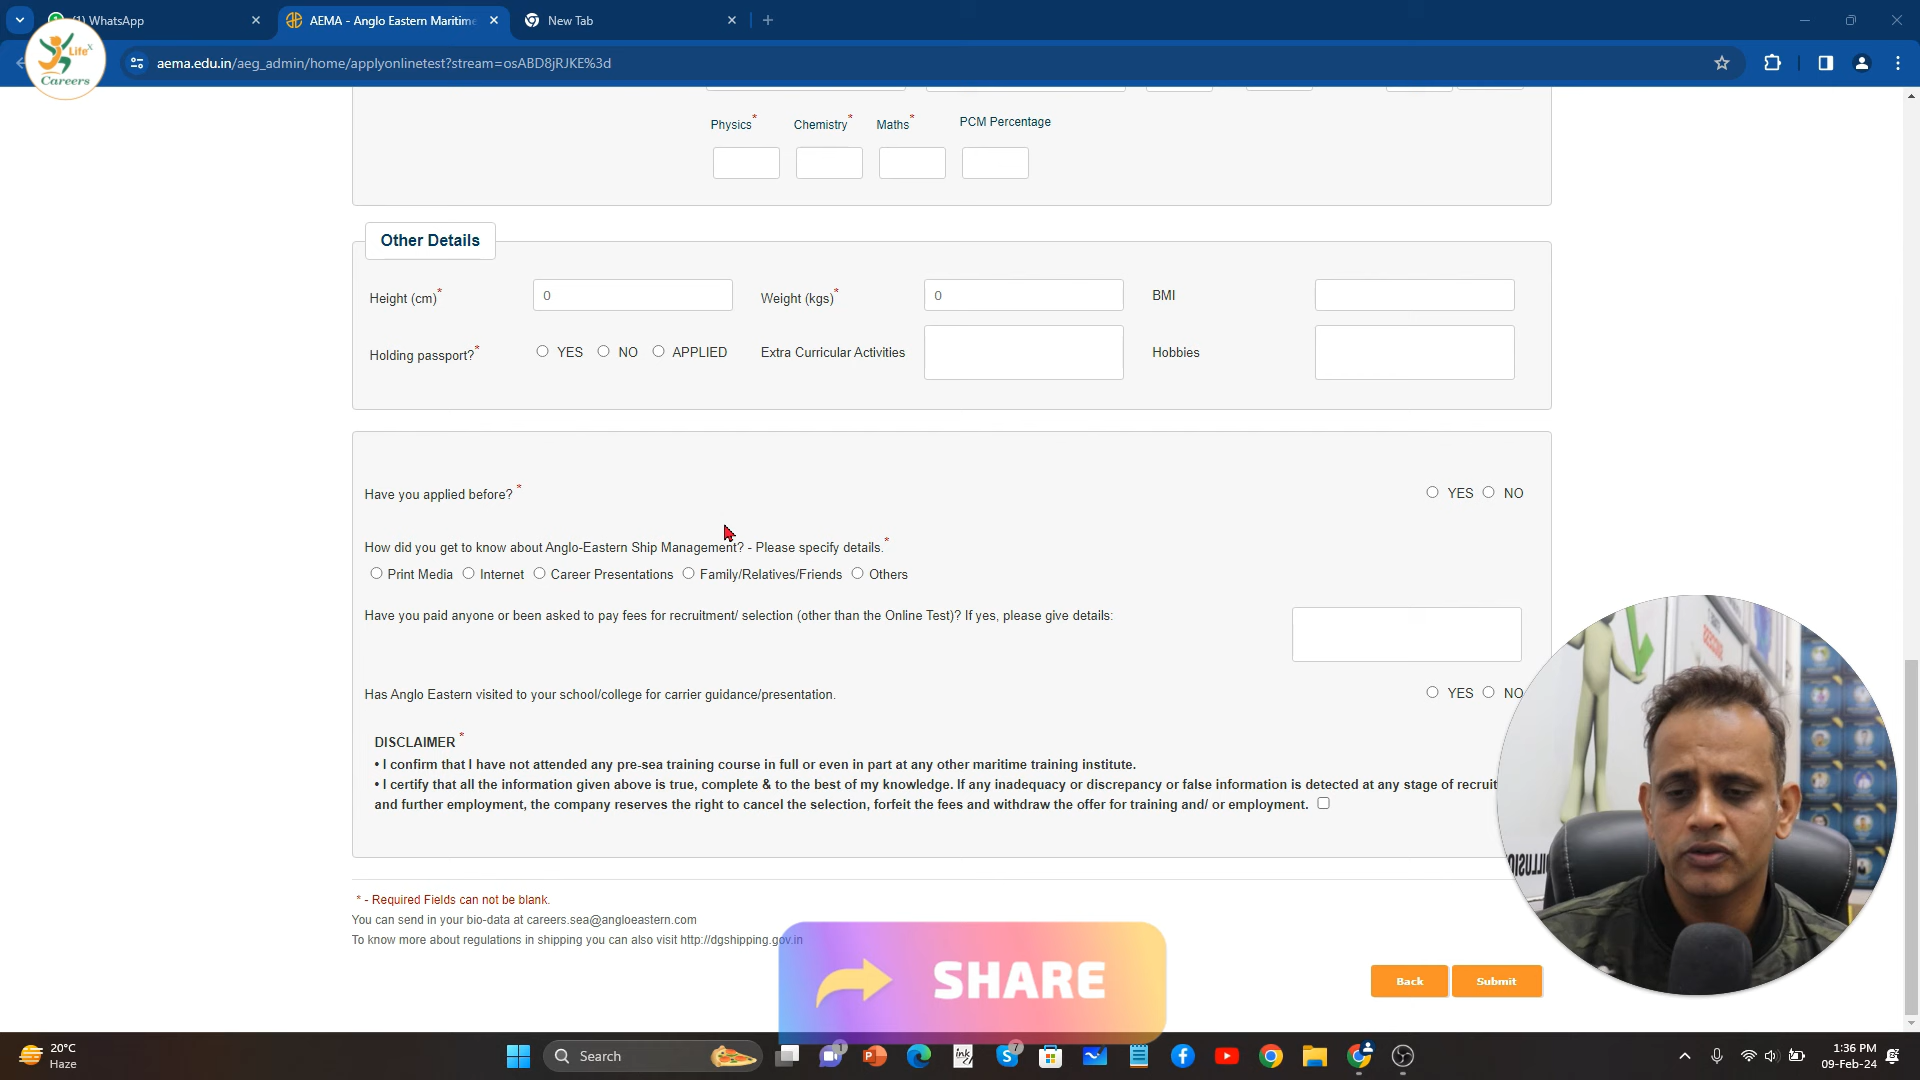 (1) WhatsApp
AEMA - Anglo Eastern Maritime
New Tab
Life x
Careers
aema.edu.in/aeg_admin/home/applyonlinetest?stream=osABD8jRJKE%3d
Physics* Chemistry* Maths* PCM Percentage
Other Details
Height (cm)* 0 Weight (kgs)* 0 BMI
Holding passport?* YES NO APPLIED Extra Curricular Activities Hobbies
Have you applied before? * YES NO
How did you get to know about Anglo-Eastern Ship Management? - Please specify details.*
Print Media Internet Career Presentations Family/Relatives/Friends Others
Have you paid anyone or been asked to pay fees for recruitment/ selection (other than the Online Test)? If yes, please give details:
Has Anglo Eastern visited to your school/college for carrier guidance/presentation. YES NO
DISCLAIMER *
• I confirm that I have not attended any pre-sea training course in full or even in part at any other maritime training institute.
• I certify that all the information given above is true, complete & to the best of my knowledge. If any inadequacy or discrepancy or false information is detected at any stage of recruit
and further employment, the company reserves the right to cancel the selection, forfeit the fees and withdraw the offer for training and/ or employment.
* - Required Fields can not be blank.
You can send in your bio-data at careers.sea@angloeastern.com
To know more about regulations in shipping you can also visit http://dgshipping.gov.in
SHARE
Back Submit
20°C
Haze
Search
1
ink
7
1:36 PM
09-Feb-24